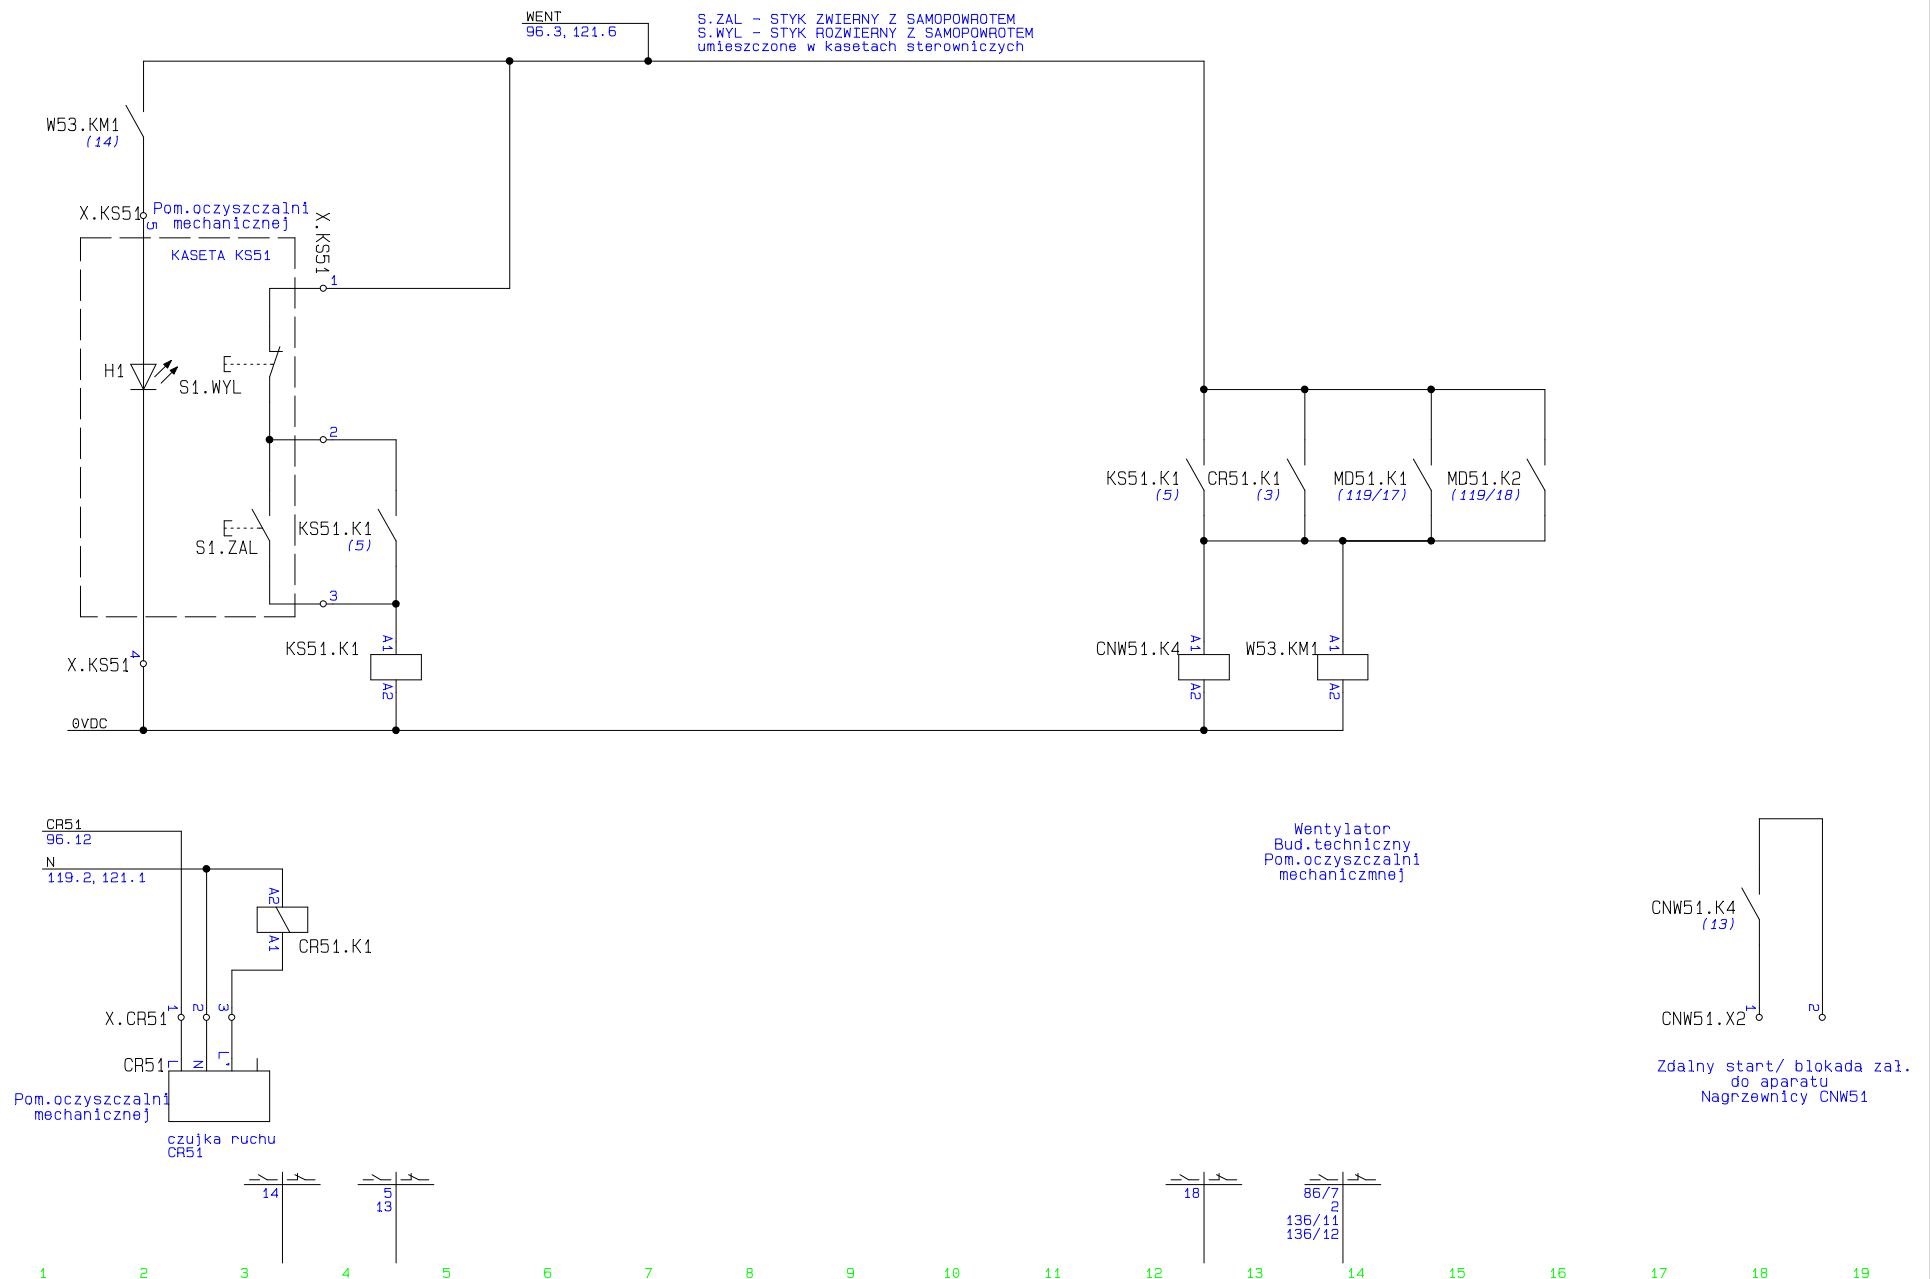 WENT
96.3, 121.6
S.ZAL - STYK ZWIERNY Z SAMOPOWROTEM
S.WYL - STYK ROZWIERNY Z SAMOPOWROTEM
umieszczone w kasetach sterowniczych
W53.KM1
(14)
X.KS51
5
Pom.oczyszczalni
mechanicznej
KASETA KS51
X.KS51
1
H1
S1.WYL
2
S1.ZAL
KS51.K1
(5)
3
KS51.K1
A1
A2
X.KS51
4
0VDC
KS51.K1
(5)
CR51.K1
(3)
MD51.K1
(119/17)
MD51.K2
(119/18)
CNW51.K4
A1
A2
W53.KM1
A1
A2
CR51
96.12
N
119.2, 121.1
A2
A1
CR51.K1
X.CR51
1
2
3
CR51
L
N
L'
Pom.oczyszczalni
mechanicznej
czujka ruchu
CR51
Wentylator
Bud.techniczny
Pom.oczyszczalni
mechaniczmnej
CNW51.K4
(13)
CNW51.X2
1
2
Zdalny start/ blokada zał.
do aparatu
Nagrzewnicy CNW51
14
5
13
18
86/7
2
136/11
136/12
1 2 3 4 5 6 7 8 9 10 11 12 13 14 15 16 17 18 19